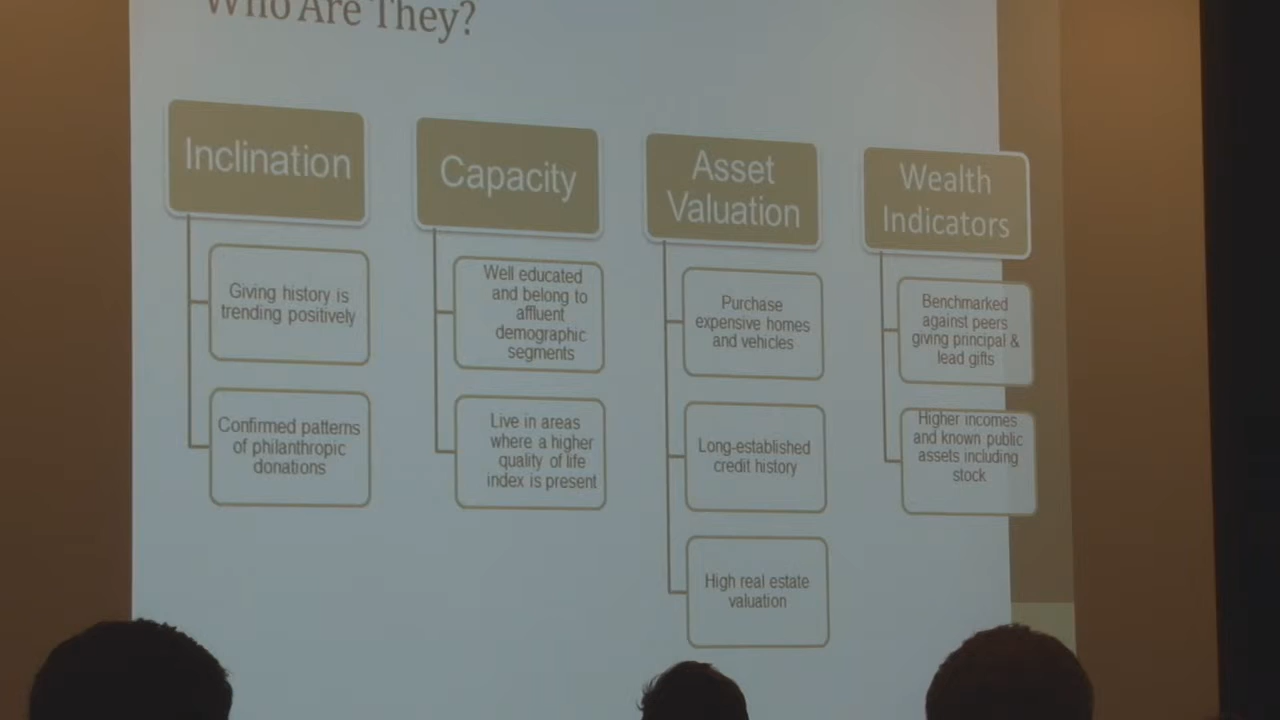 Who Are They?
Inclination
Giving history is
trending positively
Confirmed patterns
of philanthropic
donations
Capacity
Well educated
and belong to
affluent
demographic
segments
Live in areas
where a higher
quality of life
index is present
Asset
Valuation
Purchase
expensive homes
and vehicles
Long-established
credit history
High real estate
valuation
Wealth
Indicators
Benchmarked
against peers
giving principal &
lead gifts
Higher incomes
and known public
assets including
stock